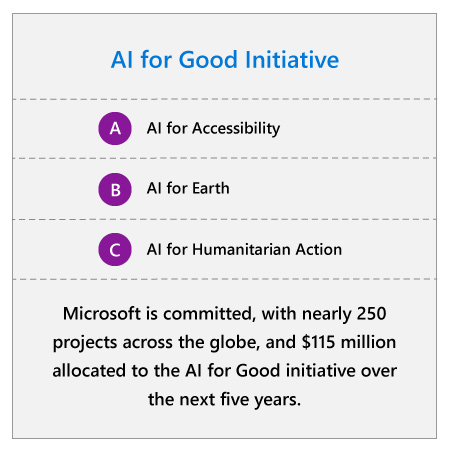 AI for Good Initiative
A AI for Accessibility
B AI for Earth
C AI for Humanitarian Action
Microsoft is committed, with nearly 250
projects across the globe, and $115 million
allocated to the AI for Good initiative over
the next five years.